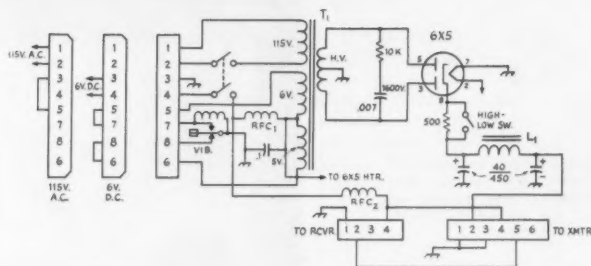 T1
6X5
115V. A.C.
6V. D.C.
1
2
3
4
5
7
8
6
1
2
3
4
5
7
8
6
1
2
3
4
5
7
8
6
115V.
6V.
5V.
H.V.
10K
1600V.
.007
5
3
7
2
8
500
HIGH-
LOW SW.
L1
RFC1
VIB.
.1
+
-
40
450
+
-
TO 6X5 HTR.
RFC2
115V.
A.C.
6V.
D.C.
TO RCVR
1 2 3 4
1 2 3 4 5 6
TO XMTR